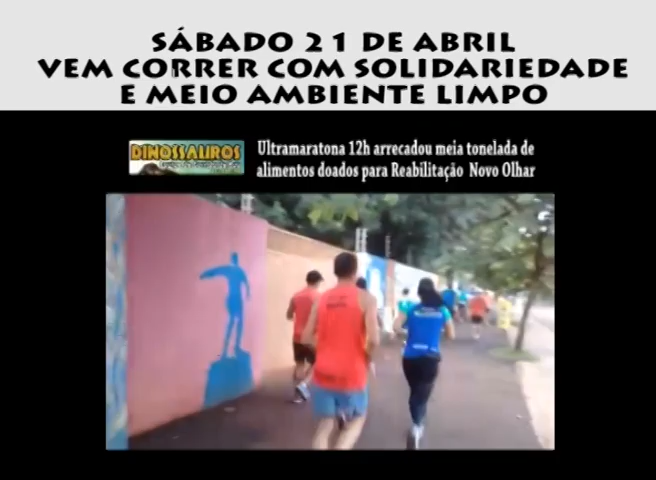 SÁBADO 21 DE ABRIL
VEM CORRER COM SOLIDARIEDADE
E MEIO AMBIENTE LIMPO
DINOSSAUROS
Ultramaratona 12h arrecadou meia tonelada de
alimentos doados para Reabilitação Novo Olhar